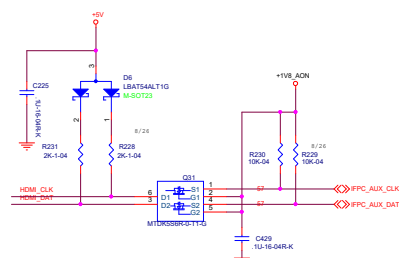 +5V
3
D6
LBAT54ALT1G
M-SOT23
C225
.1U-16-04R-K
2
1
8/26
R231
2K-1-04
R228
2K-1-04
+1V8_AON
8/26
R230
10K-04
R229
10K-04
Q31
HDMI_CLK
HDMI_DAT
6
3
D1
D2
S1
G1
S2
G2
1
2
4
5
57
57
IFPC_AUX_CLK
IFPC_AUX_DAT
MTDK5S6R-0-T1-G
C429
.1U-16-04R-K